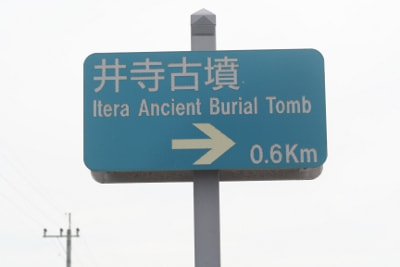 井寺古墳
Itera Ancient Burial Tomb
0.6Km